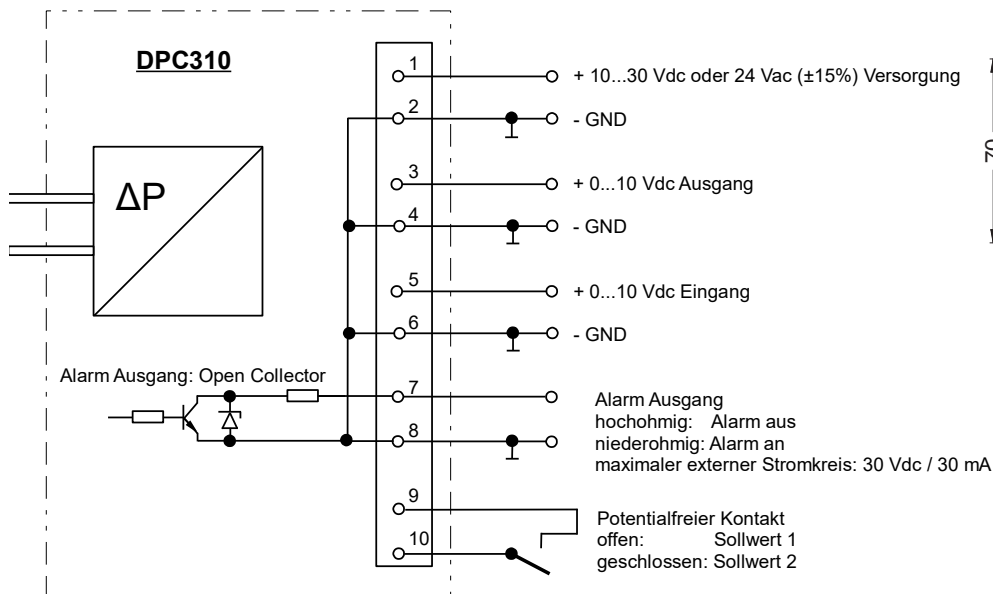 DPC310
1
+ 10...30 Vdc oder 24 Vac (±15%) Versorgung
2
- GND
ΔP
3
+ 0...10 Vdc Ausgang
4
- GND
5
+ 0...10 Vdc Eingang
6
- GND
Alarm Ausgang: Open Collector
7
8
Alarm Ausgang
hochohmig: Alarm aus
niederohmig: Alarm an
maximaler externer Stromkreis: 30 Vdc / 30 mA
9
10
Potentialfreier Kontakt
offen: Sollwert 1
geschlossen: Sollwert 2